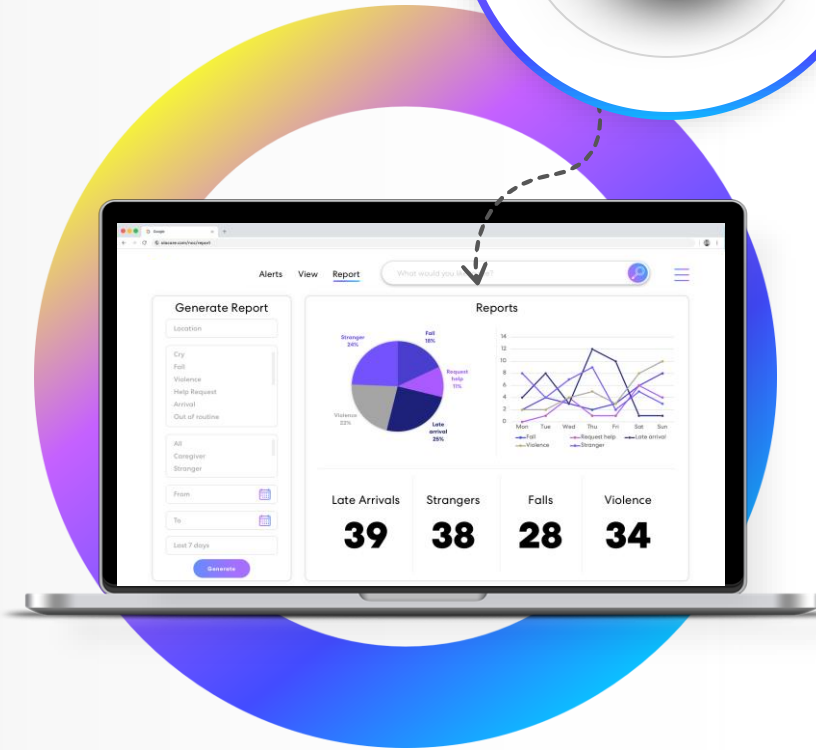 Google
Alerts View Report
Generate Report
Location
Cry
Fall
Violence
Help Request
Arrival
Out of routine
All
Caregiver
Stranger
From
To
Last 7 days
Generate
Reports
Stranger
24%
Fall
18%
Request
help
11%
Violence
22%
Late
arrival
25%
14
12
10
8
6
4
2
0
Mon Tue Wed Thu Fri Sat Sun
Fall Request help Late arrival
Violence Stranger
Late Arrivals Strangers Falls Violence
39 38 28 34